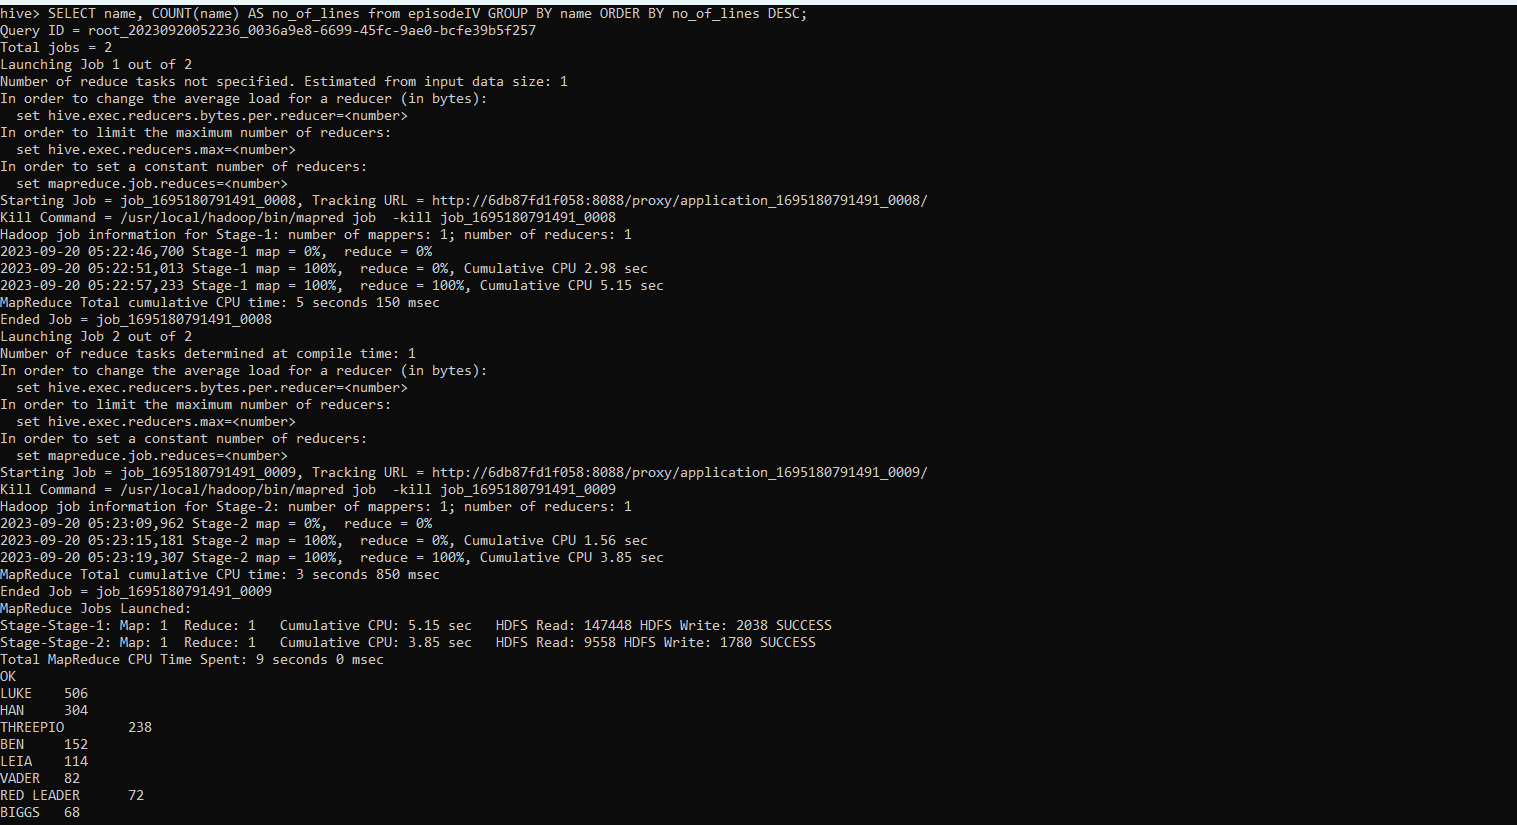 hive> SELECT name, COUNT(name) AS no_of_lines from episodeIV GROUP BY name ORDER BY no_of_lines DESC;
Query ID = root_20230920052236_0036a9e8-6699-45fc-9ae0-bcfe39b5f257
Total jobs = 2
Launching Job 1 out of 2
Number of reduce tasks not specified. Estimated from input data size: 1
In order to change the average load for a reducer (in bytes):
  set hive.exec.reducers.bytes.per.reducer=<number>
In order to limit the maximum number of reducers:
  set hive.exec.reducers.max=<number>
In order to set a constant number of reducers:
  set mapreduce.job.reduces=<number>
Starting Job = job_1695180791491_0008, Tracking URL = http://6db87fd1f058:8088/proxy/application_1695180791491_0008/
Kill Command = /usr/local/hadoop/bin/mapred job  -kill job_1695180791491_0008
Hadoop job information for Stage-1: number of mappers: 1; number of reducers: 1
2023-09-20 05:22:46,700 Stage-1 map = 0%,  reduce = 0%
2023-09-20 05:22:51,013 Stage-1 map = 100%,  reduce = 0%, Cumulative CPU 2.98 sec
2023-09-20 05:22:57,233 Stage-1 map = 100%,  reduce = 100%, Cumulative CPU 5.15 sec
MapReduce Total cumulative CPU time: 5 seconds 150 msec
Ended Job = job_1695180791491_0008
Launching Job 2 out of 2
Number of reduce tasks determined at compile time: 1
In order to change the average load for a reducer (in bytes):
  set hive.exec.reducers.bytes.per.reducer=<number>
In order to limit the maximum number of reducers:
  set hive.exec.reducers.max=<number>
In order to set a constant number of reducers:
  set mapreduce.job.reduces=<number>
Starting Job = job_1695180791491_0009, Tracking URL = http://6db87fd1f058:8088/proxy/application_1695180791491_0009/
Kill Command = /usr/local/hadoop/bin/mapred job  -kill job_1695180791491_0009
Hadoop job information for Stage-2: number of mappers: 1; number of reducers: 1
2023-09-20 05:23:09,962 Stage-2 map = 0%,  reduce = 0%
2023-09-20 05:23:15,181 Stage-2 map = 100%,  reduce = 0%, Cumulative CPU 1.56 sec
2023-09-20 05:23:19,307 Stage-2 map = 100%,  reduce = 100%, Cumulative CPU 3.85 sec
MapReduce Total cumulative CPU time: 3 seconds 850 msec
Ended Job = job_1695180791491_0009
MapReduce Jobs Launched:
Stage-Stage-1: Map: 1  Reduce: 1   Cumulative CPU: 5.15 sec   HDFS Read: 147448 HDFS Write: 2038 SUCCESS
Stage-Stage-2: Map: 1  Reduce: 1   Cumulative CPU: 3.85 sec   HDFS Read: 9558 HDFS Write: 1780 SUCCESS
Total MapReduce CPU Time Spent: 9 seconds 0 msec
OK
LUKE    506
HAN     304
THREEPIO        238
BEN     152
LEIA    114
VADER   82
RED LEADER      72
BIGGS   68